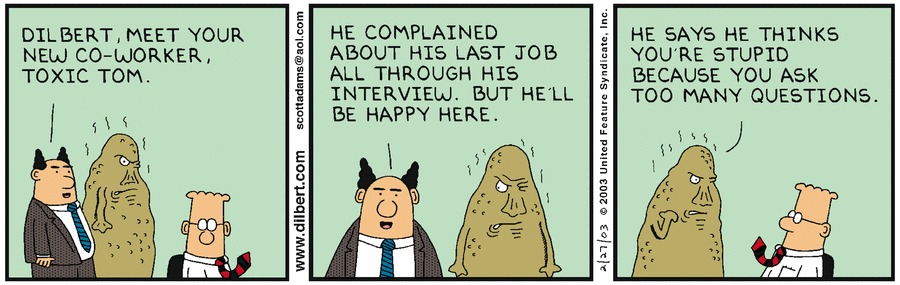 DILBERT, MEET YOUR
NEW CO-WORKER,
TOXIC TOM.
www.dilbert.com
scottadams@aol.com
HE COMPLAINED
ABOUT HIS LAST JOB
ALL THROUGH HIS
INTERVIEW. BUT HE'LL
BE HAPPY HERE.
2/27/03 © 2003 United Feature Syndicate, Inc.
HE SAYS HE THINKS
YOU'RE STUPID
BECAUSE YOU ASK
TOO MANY QUESTIONS.